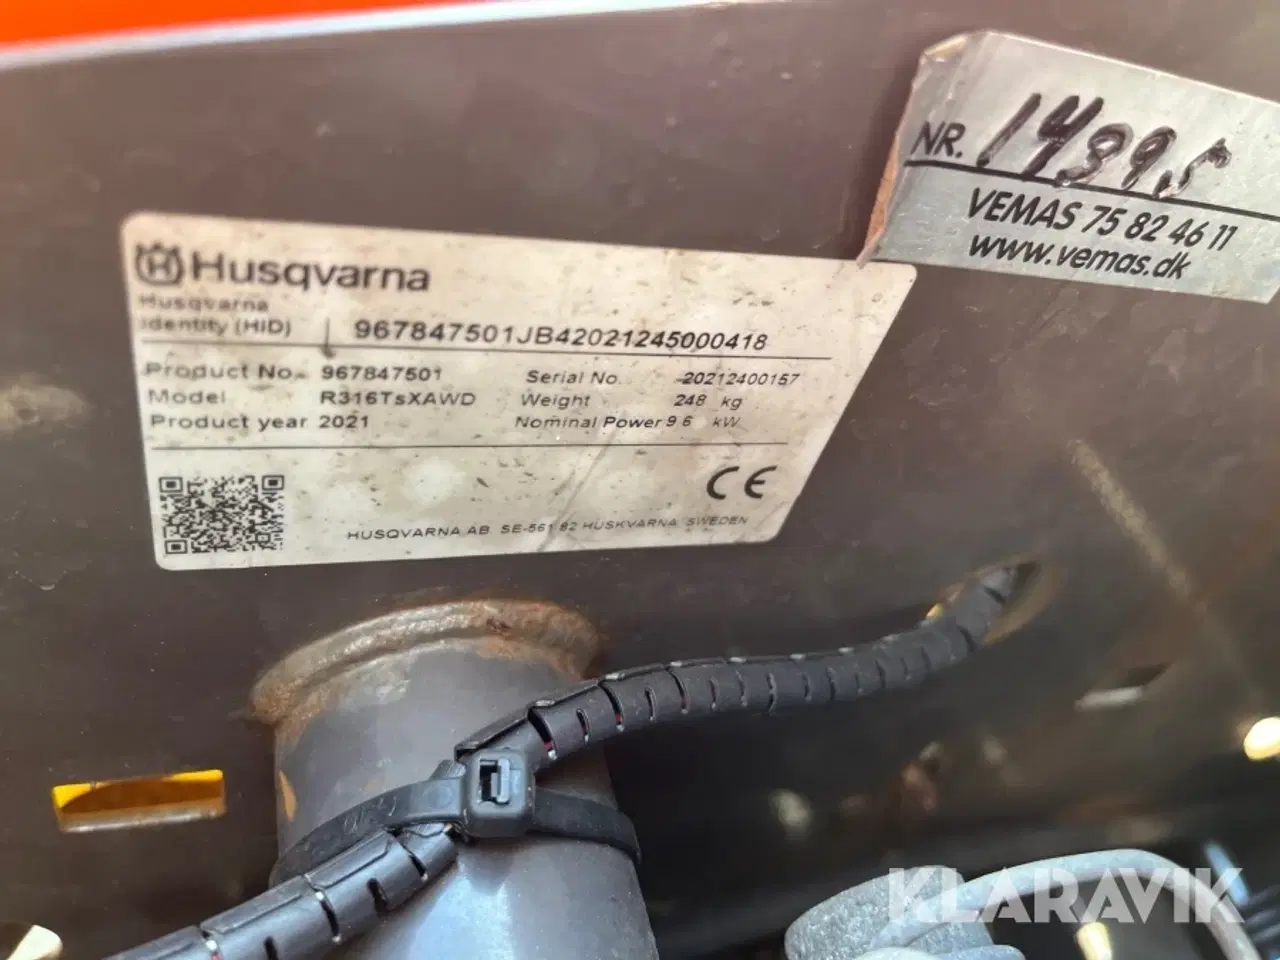 NR. 14395
VEMAS 75 82 46 11
www.vemas.dk
H Husqvarna
Husqvarna
Identity (HID) 967847501JB42021245000418
Product No. 967847501 Serial No. 20212400157
Model R316TsXAWD Weight 248 kg
Product year 2021 Nominal Power 9.6 kW
CE
HUSQVARNA AB SE-561 82 HUSKVARNA SWEDEN
KLARAVIK